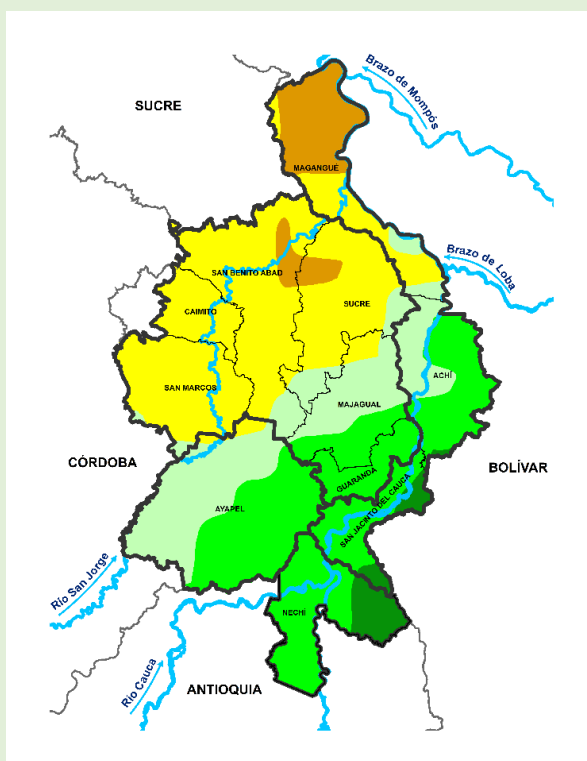 Brazo de Mompós
SUCRE
MAGANGUÉ
Brazo de Loba
SAN BENITO ABAD
SUCRE
CAIMITO
ACHÍ
SAN MARCOS
MAJAGUAL
CÓRDOBA
BOLÍVAR
GUARANDA
SAN JACINTO DEL CAUCA
AYAPEL
Río San Jorge
NECHÍ
Río Cauca
ANTIOQUIA